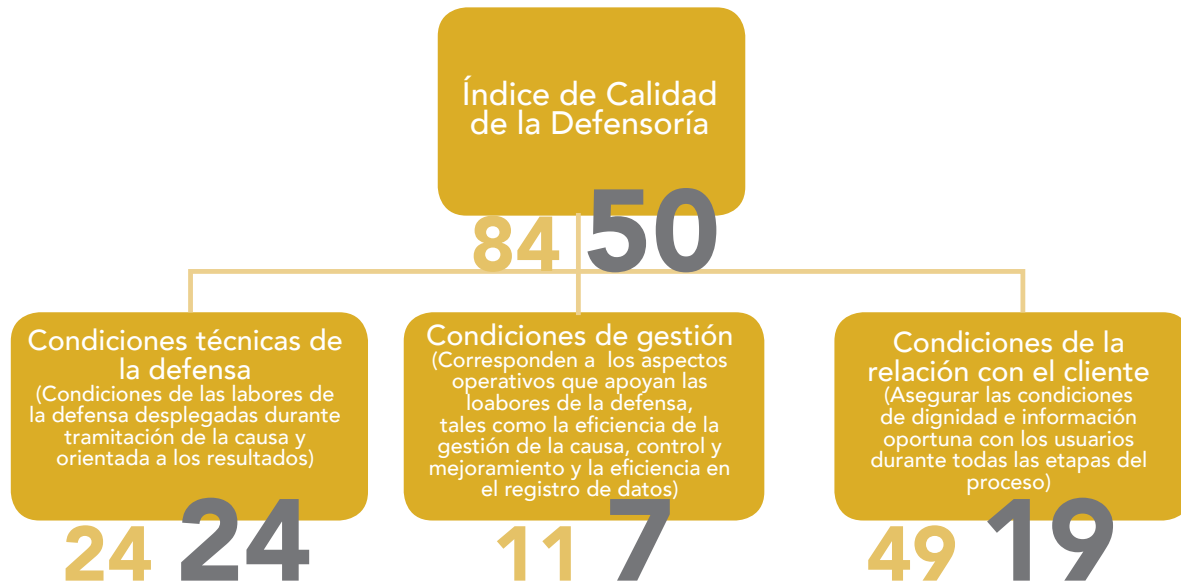 Índice de Calidad
de la Defensoría
84 50
Condiciones técnicas de
la defensa
(Condiciones de las labores de
la defensa desplegadas durante
tramitación de la causa y
orientada a los resultados)
24 24
Condiciones de gestión
(Corresponden a los aspectos
operativos que apoyan las
loabores de la defensa,
tales como la eficiencia de la
gestión de la causa, control y
mejoramiento y la eficiencia en
el registro de datos)
11 7
Condiciones de la
relación con el cliente
(Asegurar las condiciones
de dignidad e información
oportuna con los usuarios
durante todas las etapas del
proceso)
49 19